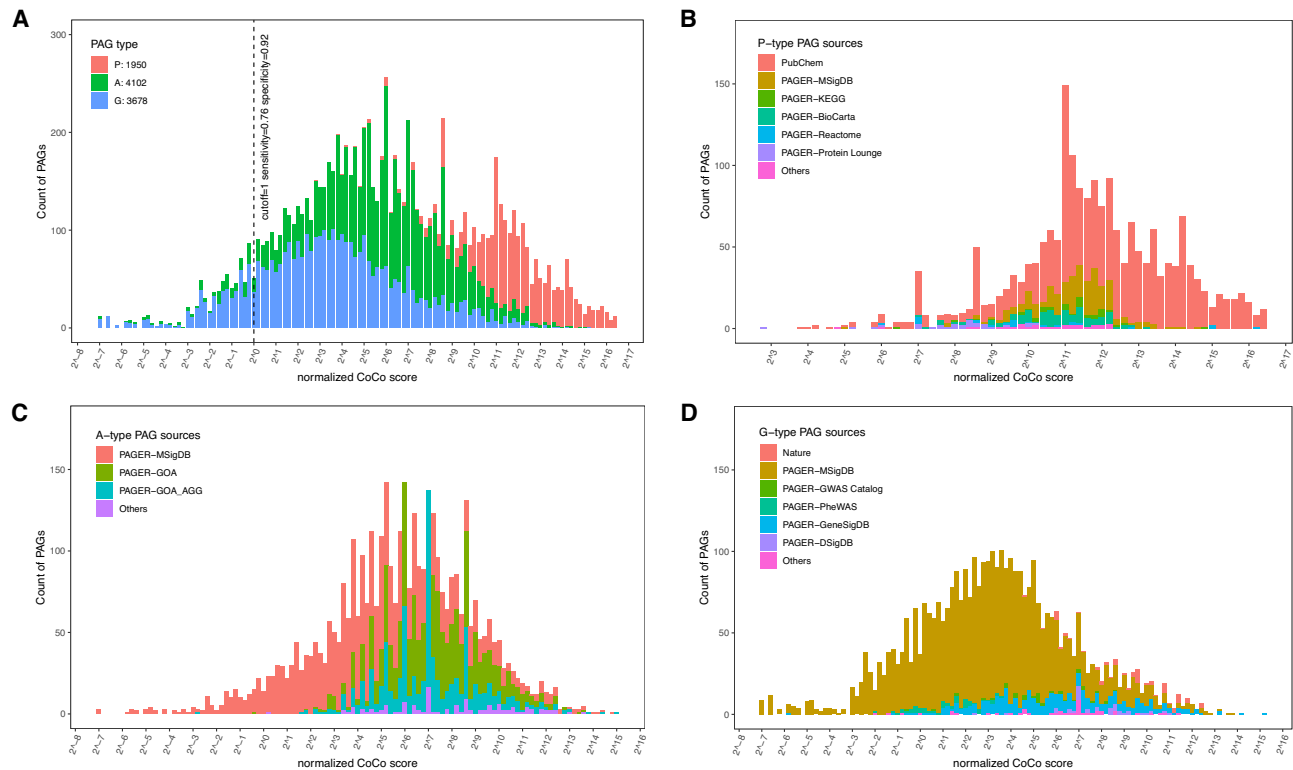 A
PAG type
P: 1950
A: 4102
G: 3678
cutoff=1 sensitivity=0.76 specificity=0.92
Count of PAGs
300
200
100
0
2^−8
2^−7
2^−6
2^−5
2^−4
2^−3
2^−2
2^−1
2^0
2^1
2^2
2^3
2^4
2^5
2^6
2^7
2^8
2^9
2^10
2^11
2^12
2^13
2^14
2^15
2^16
2^17
normalized CoCo score
B
P−type PAG sources
PubChem
PAGER−MSigDB
PAGER−KEGG
PAGER−BioCarta
PAGER−Reactome
PAGER−Protein Lounge
Others
Count of PAGs
150
100
50
0
2^3
2^4
2^5
2^6
2^7
2^8
2^9
2^10
2^11
2^12
2^13
2^14
2^15
2^16
2^17
normalized CoCo score
C
A−type PAG sources
PAGER−MSigDB
PAGER−GOA
PAGER−GOA_AGG
Others
Count of PAGs
150
100
50
0
2^−8
2^−7
2^−6
2^−5
2^−4
2^−3
2^−2
2^−1
2^0
2^1
2^2
2^3
2^4
2^5
2^6
2^7
2^8
2^9
2^10
2^11
2^12
2^13
2^14
2^15
2^16
normalized CoCo score
D
G−type PAG sources
Nature
PAGER−MSigDB
PAGER−GWAS Catalog
PAGER−PheWAS
PAGER−GeneSigDB
PAGER−DSigDB
Others
Count of PAGs
150
100
50
0
2^−8
2^−7
2^−6
2^−5
2^−4
2^−3
2^−2
2^−1
2^0
2^1
2^2
2^3
2^4
2^5
2^6
2^7
2^8
2^9
2^10
2^11
2^12
2^13
2^14
2^15
2^16
normalized CoCo score